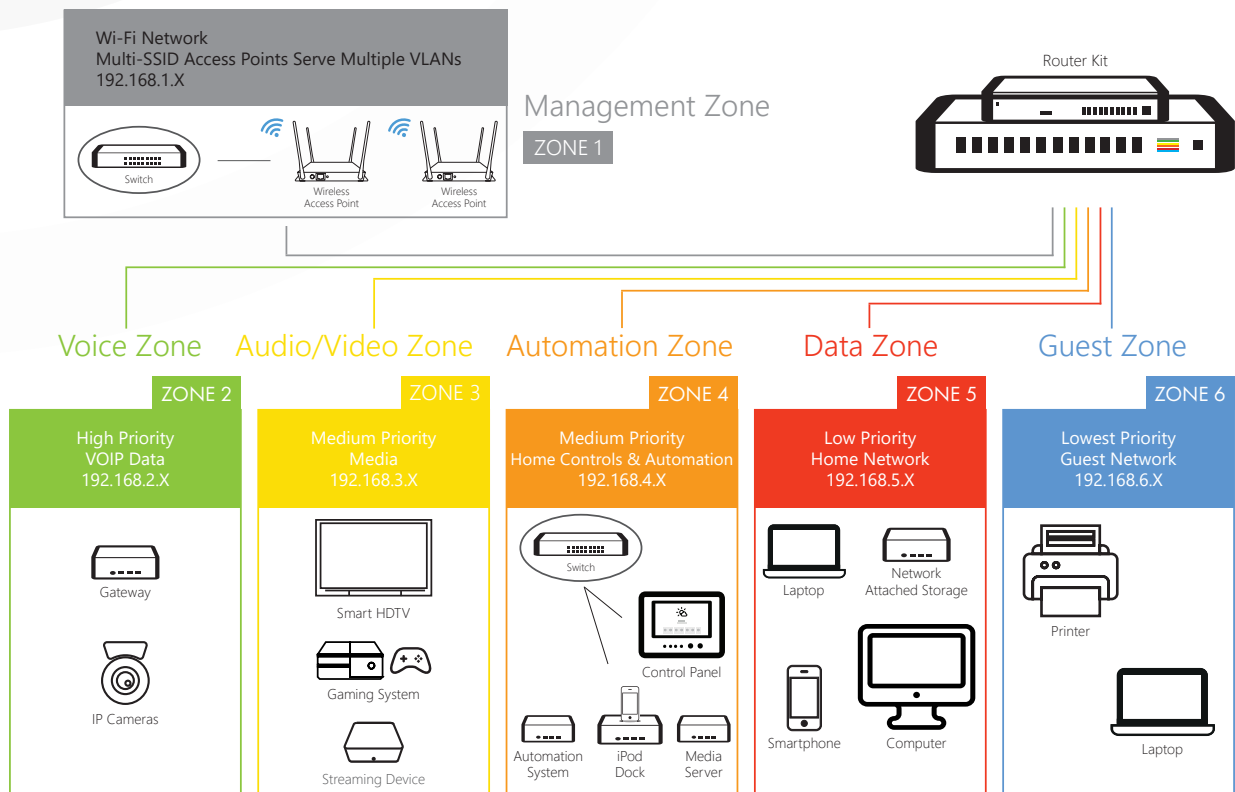 Wi-Fi Network
Multi-SSID Access Points Serve Multiple VLANs
192.168.1.X
Switch
Wireless
Access Point
Wireless
Access Point
Management Zone
ZONE 1
Router Kit
Voice Zone
ZONE 2
High Priority
VOIP Data
192.168.2.X
Gateway
IP Cameras
Audio/Video Zone
ZONE 3
Medium Priority
Media
192.168.3.X
Smart HDTV
Gaming System
Streaming Device
Automation Zone
ZONE 4
Medium Priority
Home Controls & Automation
192.168.4.X
Switch
Control Panel
Automation
System
iPod
Dock
Media
Server
Data Zone
ZONE 5
Low Priority
Home Network
192.168.5.X
Laptop
Network
Attached Storage
Smartphone
Computer
Guest Zone
ZONE 6
Lowest Priority
Guest Network
192.168.6.X
Printer
Laptop